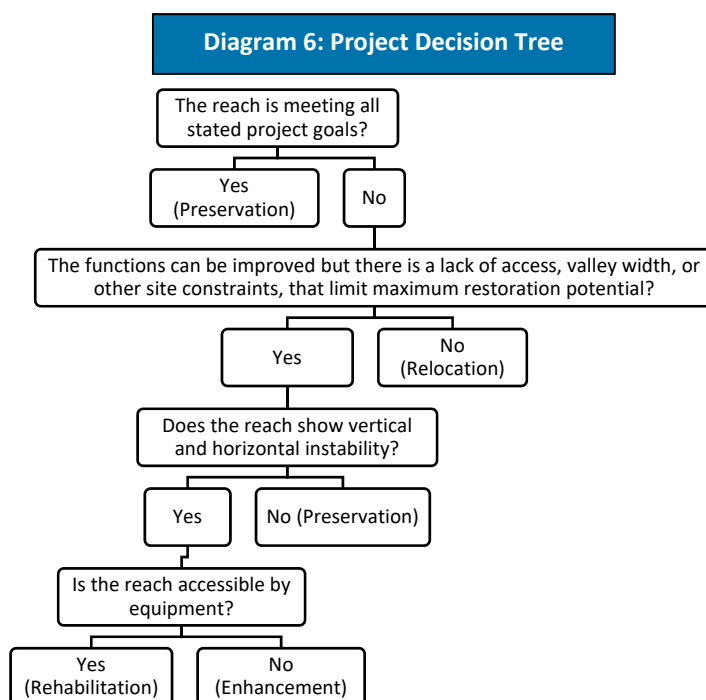 Diagram 6: Project Decision Tree
The reach is meeting all
stated project goals?
Yes
(Preservation)
No
The functions can be improved but there is a lack of access, valley width, or
other site constraints, that limit maximum restoration potential?
Yes
No
(Relocation)
Does the reach show vertical
and horizontal instability?
Yes
No (Preservation)
Is the reach accessible by
equipment?
Yes
(Rehabilitation)
No
(Enhancement)